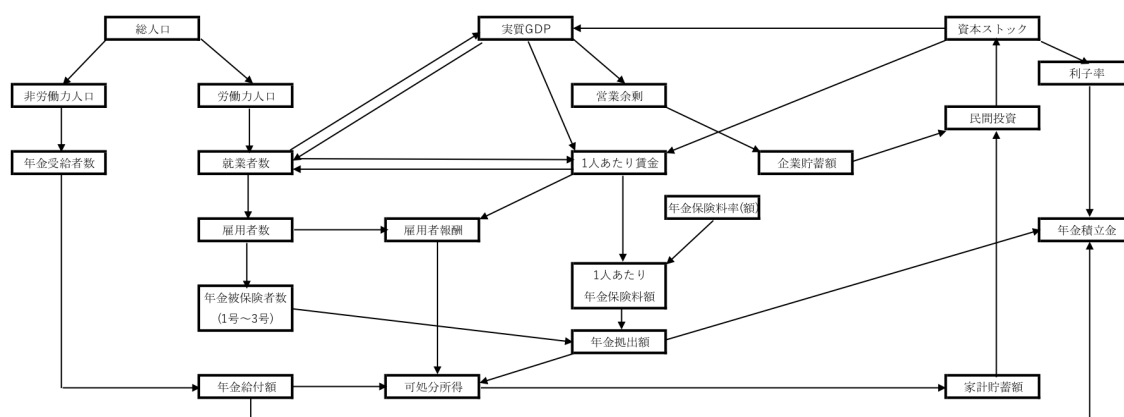 総人口
実質GDP
資本ストック
利子率
非労働力人口
労働力人口
営業余剰
民間投資
年金受給者数
就業者数
1人あたり賃金
企業貯蓄額
年金保険料率(額)
雇用者数
雇用者報酬
年金積立金
1人あたり
年金保険料額
年金被保険者数
(1号～3号)
年金拠出額
年金給付額
可処分所得
家計貯蓄額